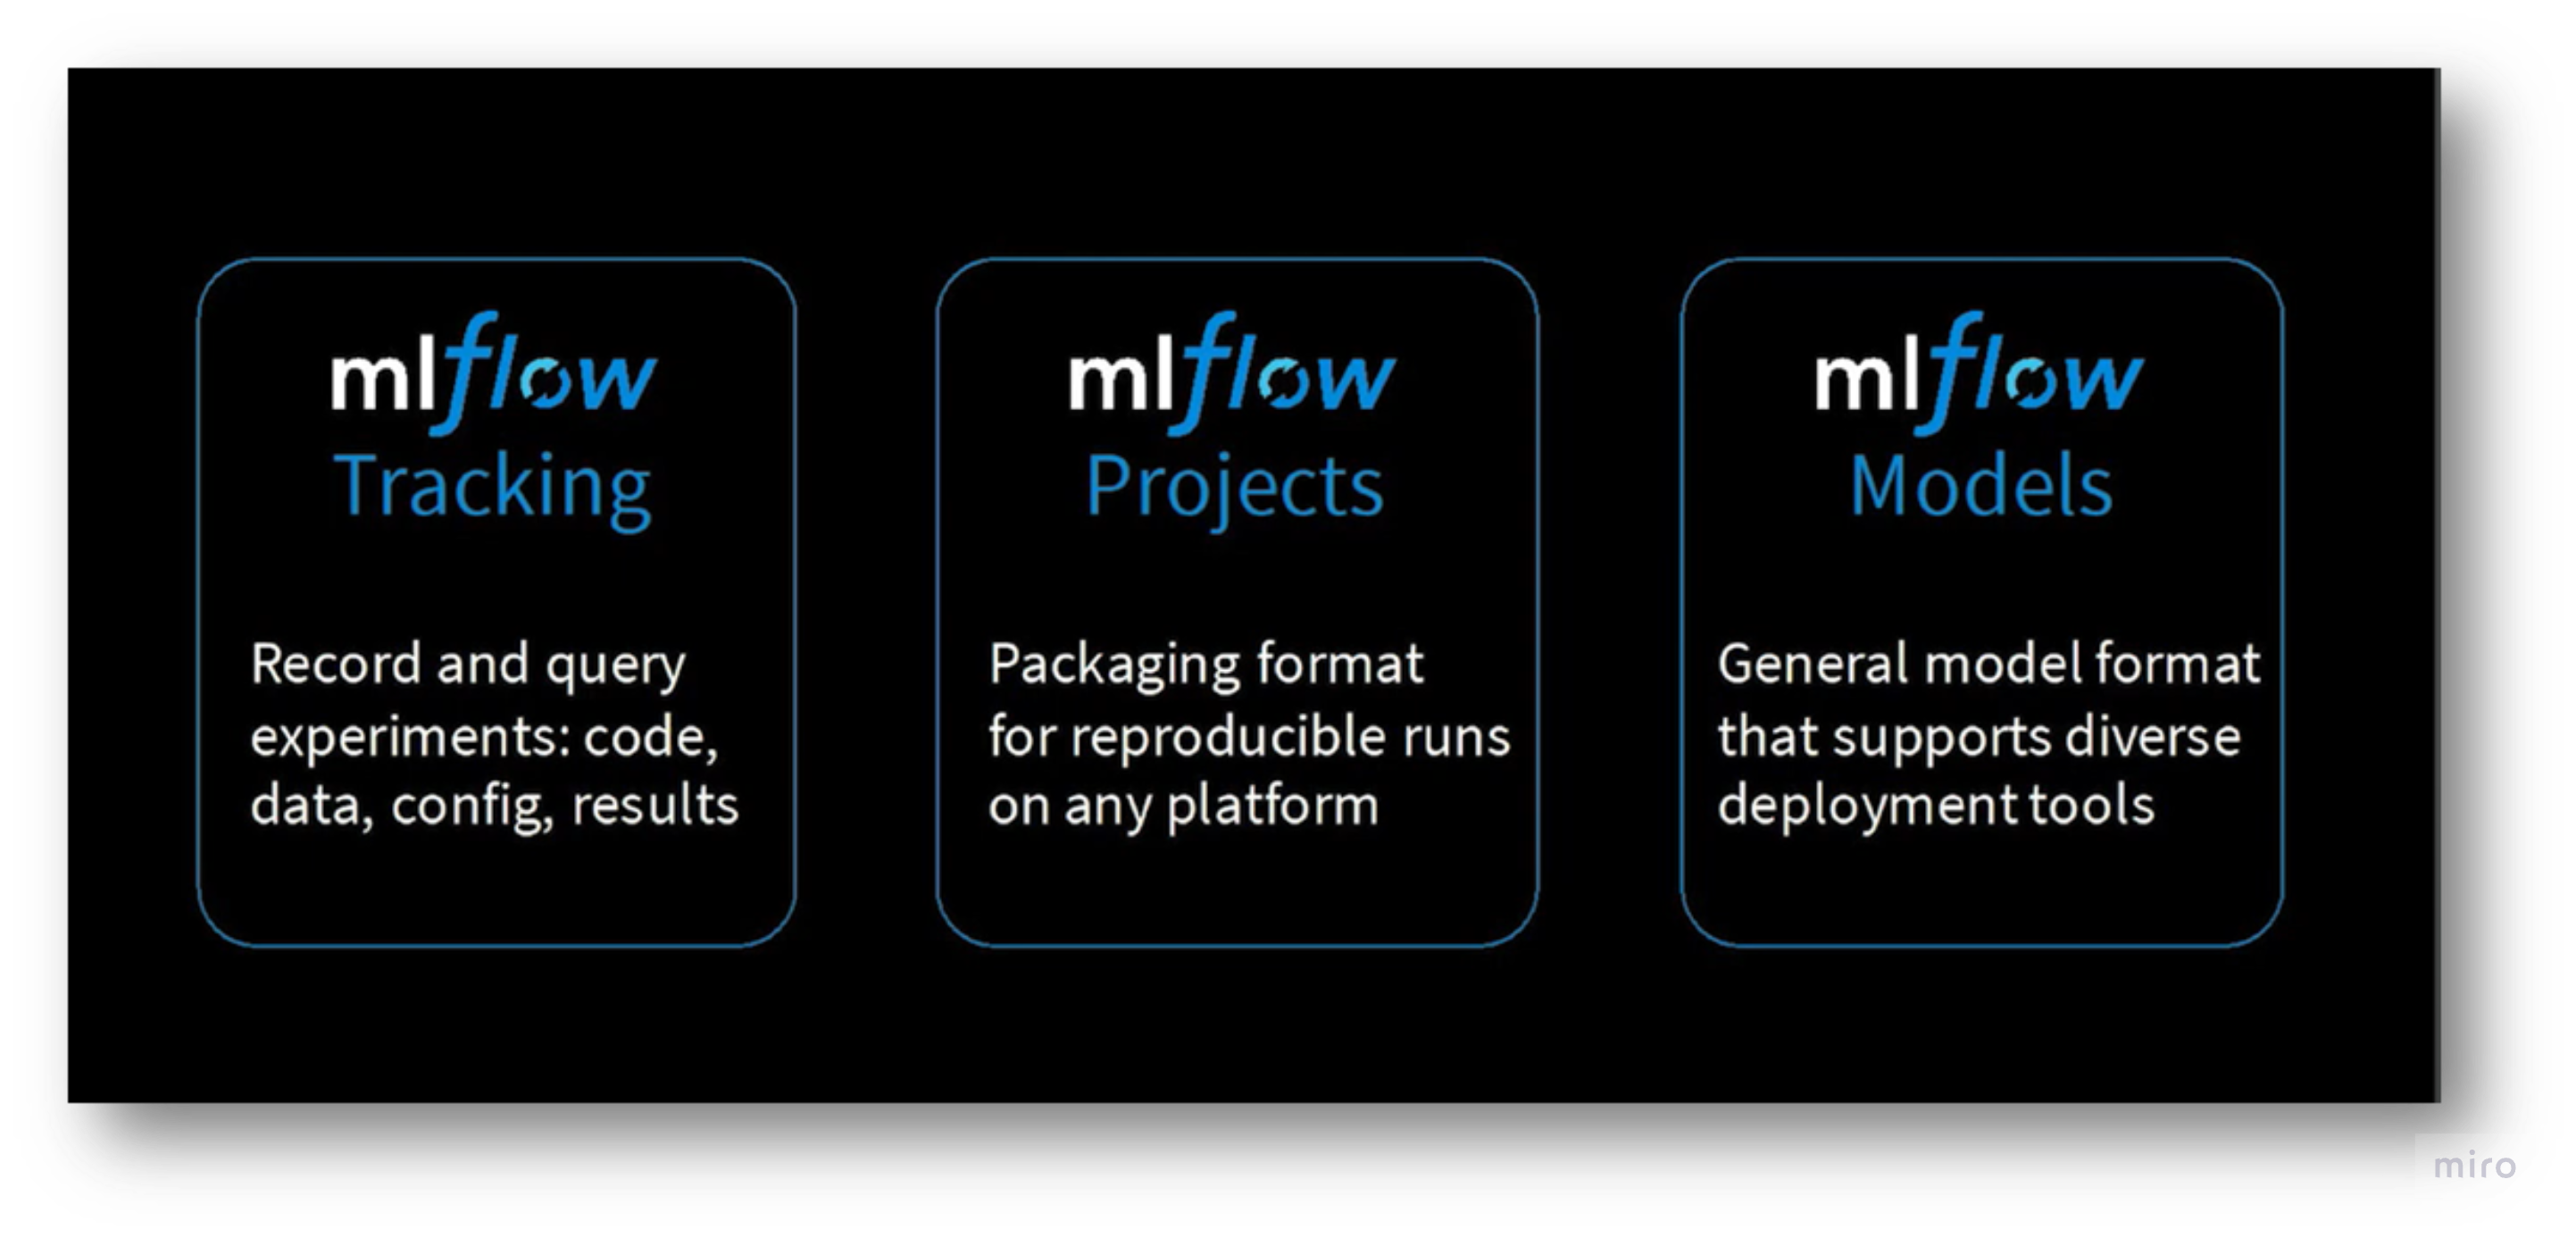 mlflow
Tracking
Record and query
experiments: code,
data, config, results
mlflow
Projects
Packaging format
for reproducible runs
on any platform
mlflow
Models
General model format
that supports diverse
deployment tools
miro